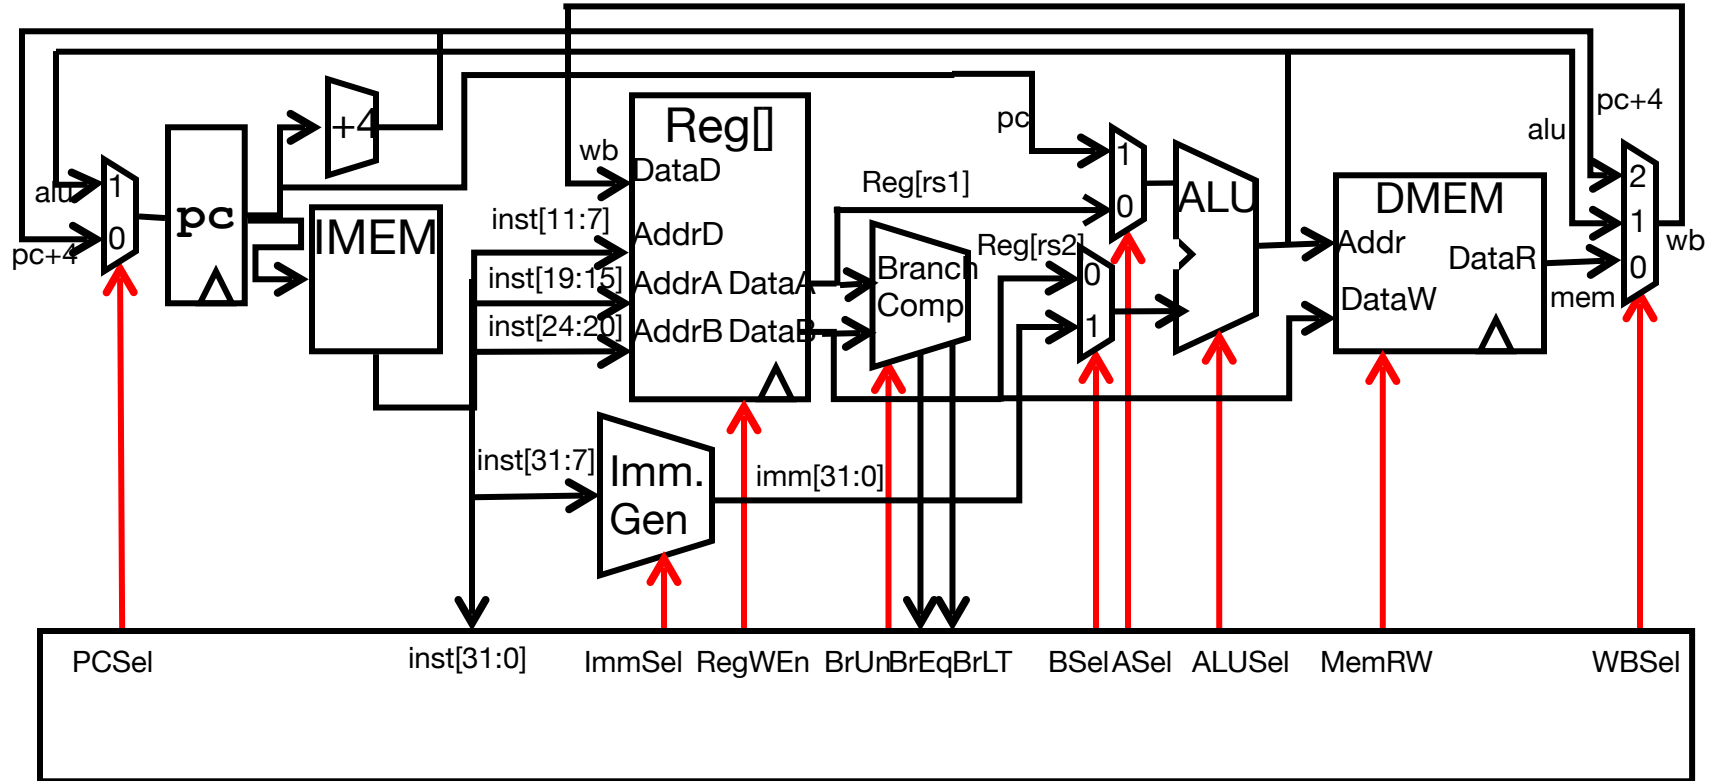 pc+4
alu
pc
+4
Reg[]
wb
DataD
1
Reg[rs1]
ALU
DMEM
2
alu
1
pc
IMEM
inst[11:7]
AddrD
0
1
0
pc+4
Reg[rs2]
Addr
wb
Branch
Comp
0
DataR
0
inst[19:15]
AddrA
DataA
mem
DataW
inst[24:20]
AddrB
DataB
1
inst[31:7]
Imm.
Gen
imm[31:0]
PCSel
inst[31:0]
ImmSel
RegWEn
BrUn
BrEq
BrLT
BSel
ASel
ALUSel
MemRW
WBSel